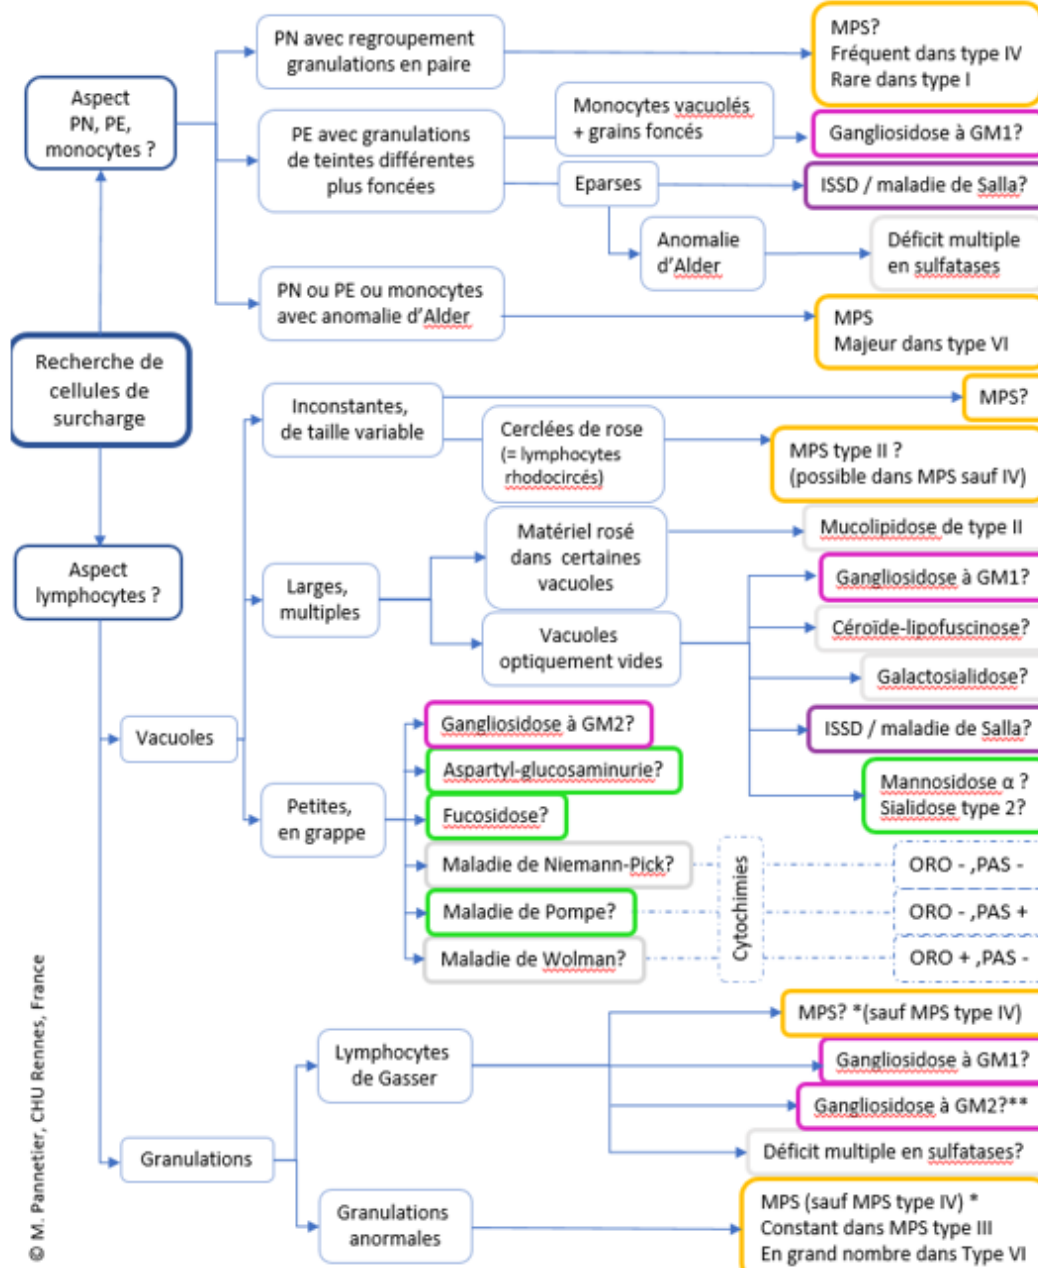 PN avec regroupement
granulations en paire
MPS?
Fréquent dans type IV
Rare dans type I
Aspect
PN, PE,
monocytes ?
PE avec granulations
de teintes différentes
plus foncées
Monocytes vacuolés
+ grains foncés
Gangliosidose à GM1?
Eparses
ISSD / maladie de Salla?
Anomalie
d'Alder
Déficit multiple
en sulfatases
PN ou PE ou monocytes
avec anomalie d'Alder
MPS
Majeur dans type VI
Recherche de
cellules de
surcharge
Inconstantes,
de taille variable
MPS?
Cerclées de rose
(= lymphocytes
rhodocircés)
MPS type II ?
(possible dans MPS sauf IV)
Aspect
lymphocytes ?
Larges,
multiples
Matériel rosé
dans certaines
vacuoles
Mucolipidose de type II
Vacuoles
optiquement vides
Gangliosidose à GM1?
Céroïde-lipofuscinose?
Galactosialidose?
ISSD / maladie de Salla?
Mannosidose α ?
Sialidose type 2?
Vacuoles
Petites,
en grappe
Gangliosidose à GM2?
Aspartyl-glucosaminurie?
Fucosidose?
Maladie de Niemann-Pick?
Maladie de Pompe?
Maladie de Wolman?
Cytochimies
ORO - ,PAS -
ORO - ,PAS +
ORO + ,PAS -
Granulations
Lymphocytes
de Gasser
MPS? *(sauf MPS type IV)
Gangliosidose à GM1?
Gangliosidose à GM2?**
Déficit multiple en sulfatases?
Granulations
anormales
MPS (sauf MPS type IV) *
Constant dans MPS type III
En grand nombre dans Type VI
© M. Pannetier, CHU Rennes, France